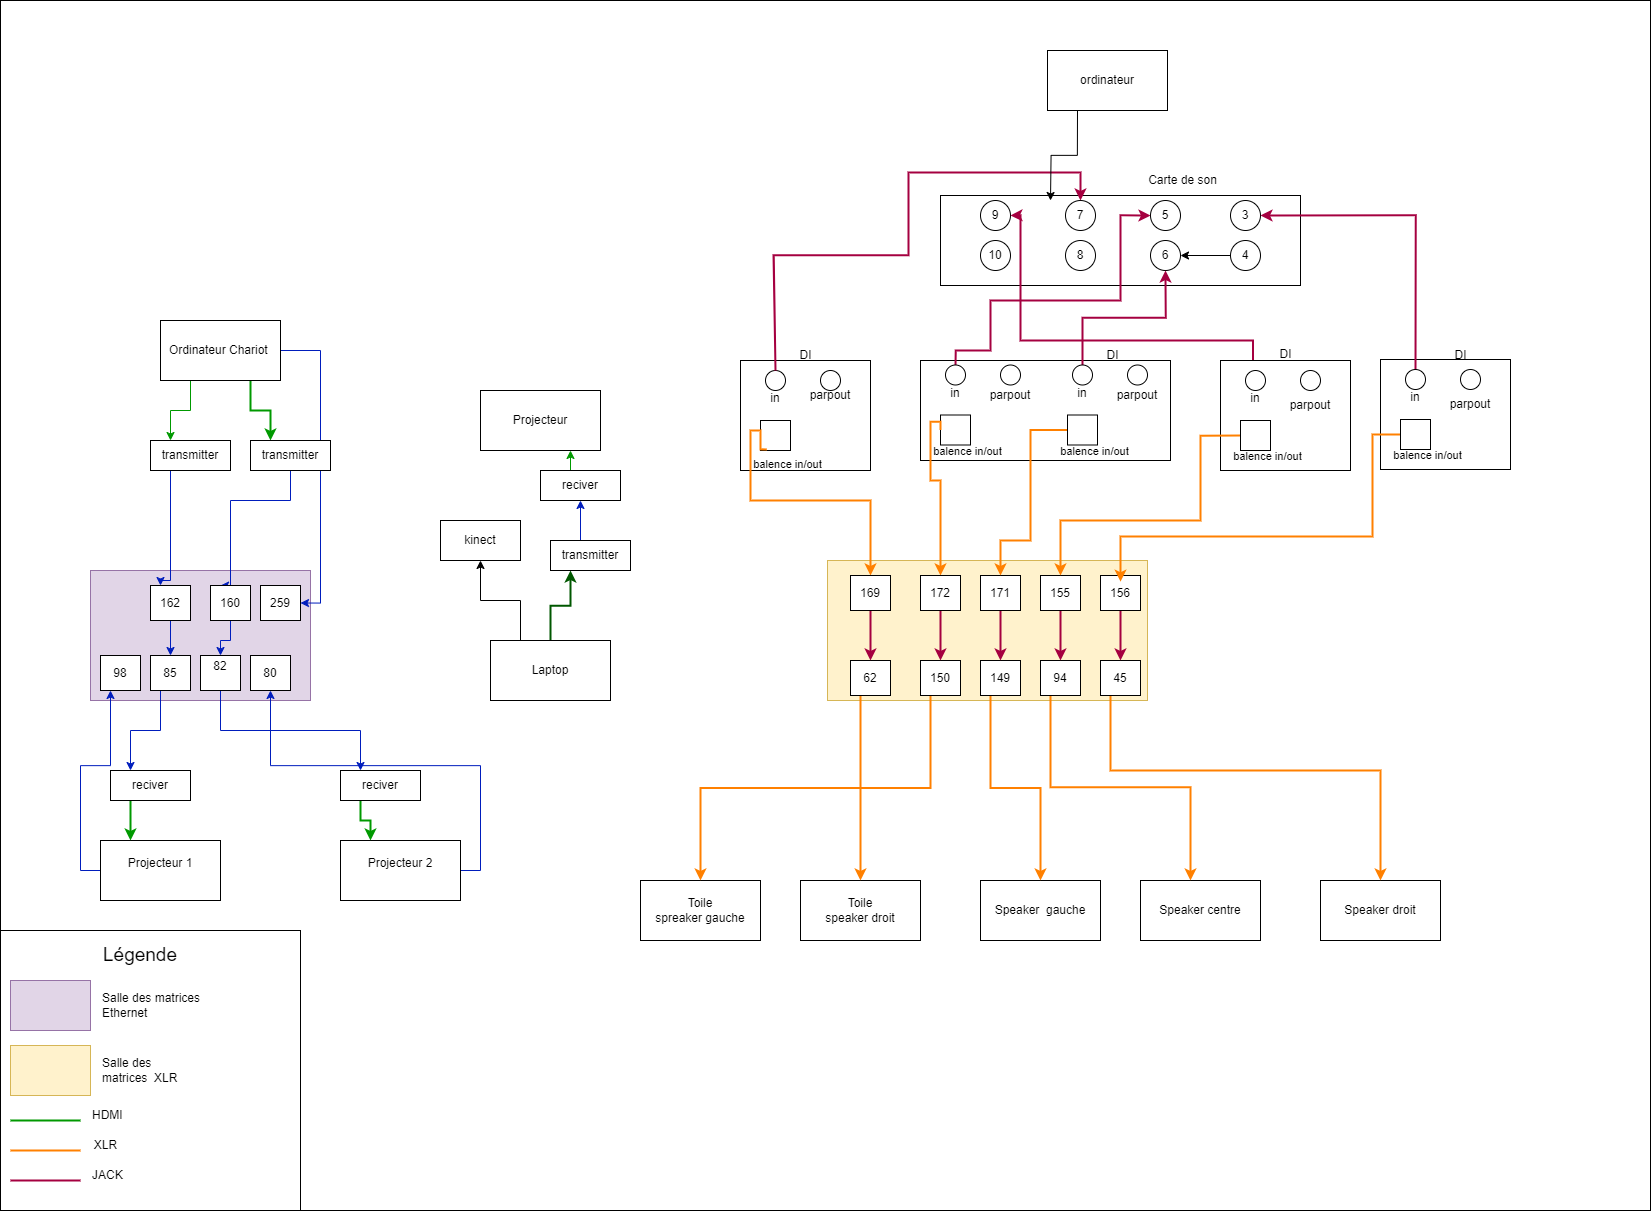 ordinateur
Carte de son
9
7
5
3
10
8
6
4
Ordinateur Chariot
transmitter
transmitter
162
160
259
98
85
82
80
reciver
reciver
Projecteur 1
Projecteur 2
Projecteur
reciver
kinect
transmitter
Laptop
DI
in
parpout
balence in/out
DI
in
parpout
in
parpout
balence in/out
balence in/out
DI
in
parpout
balence in/out
DI
in
parpout
balence in/out
169
172
171
155
156
62
150
149
94
45
Toile
spreaker gauche
Toile
speaker droit
Speaker gauche
Speaker centre
Speaker droit
Légende
Salle des matrices
Ethernet
Salle des
matrices XLR
HDMI
XLR
JACK